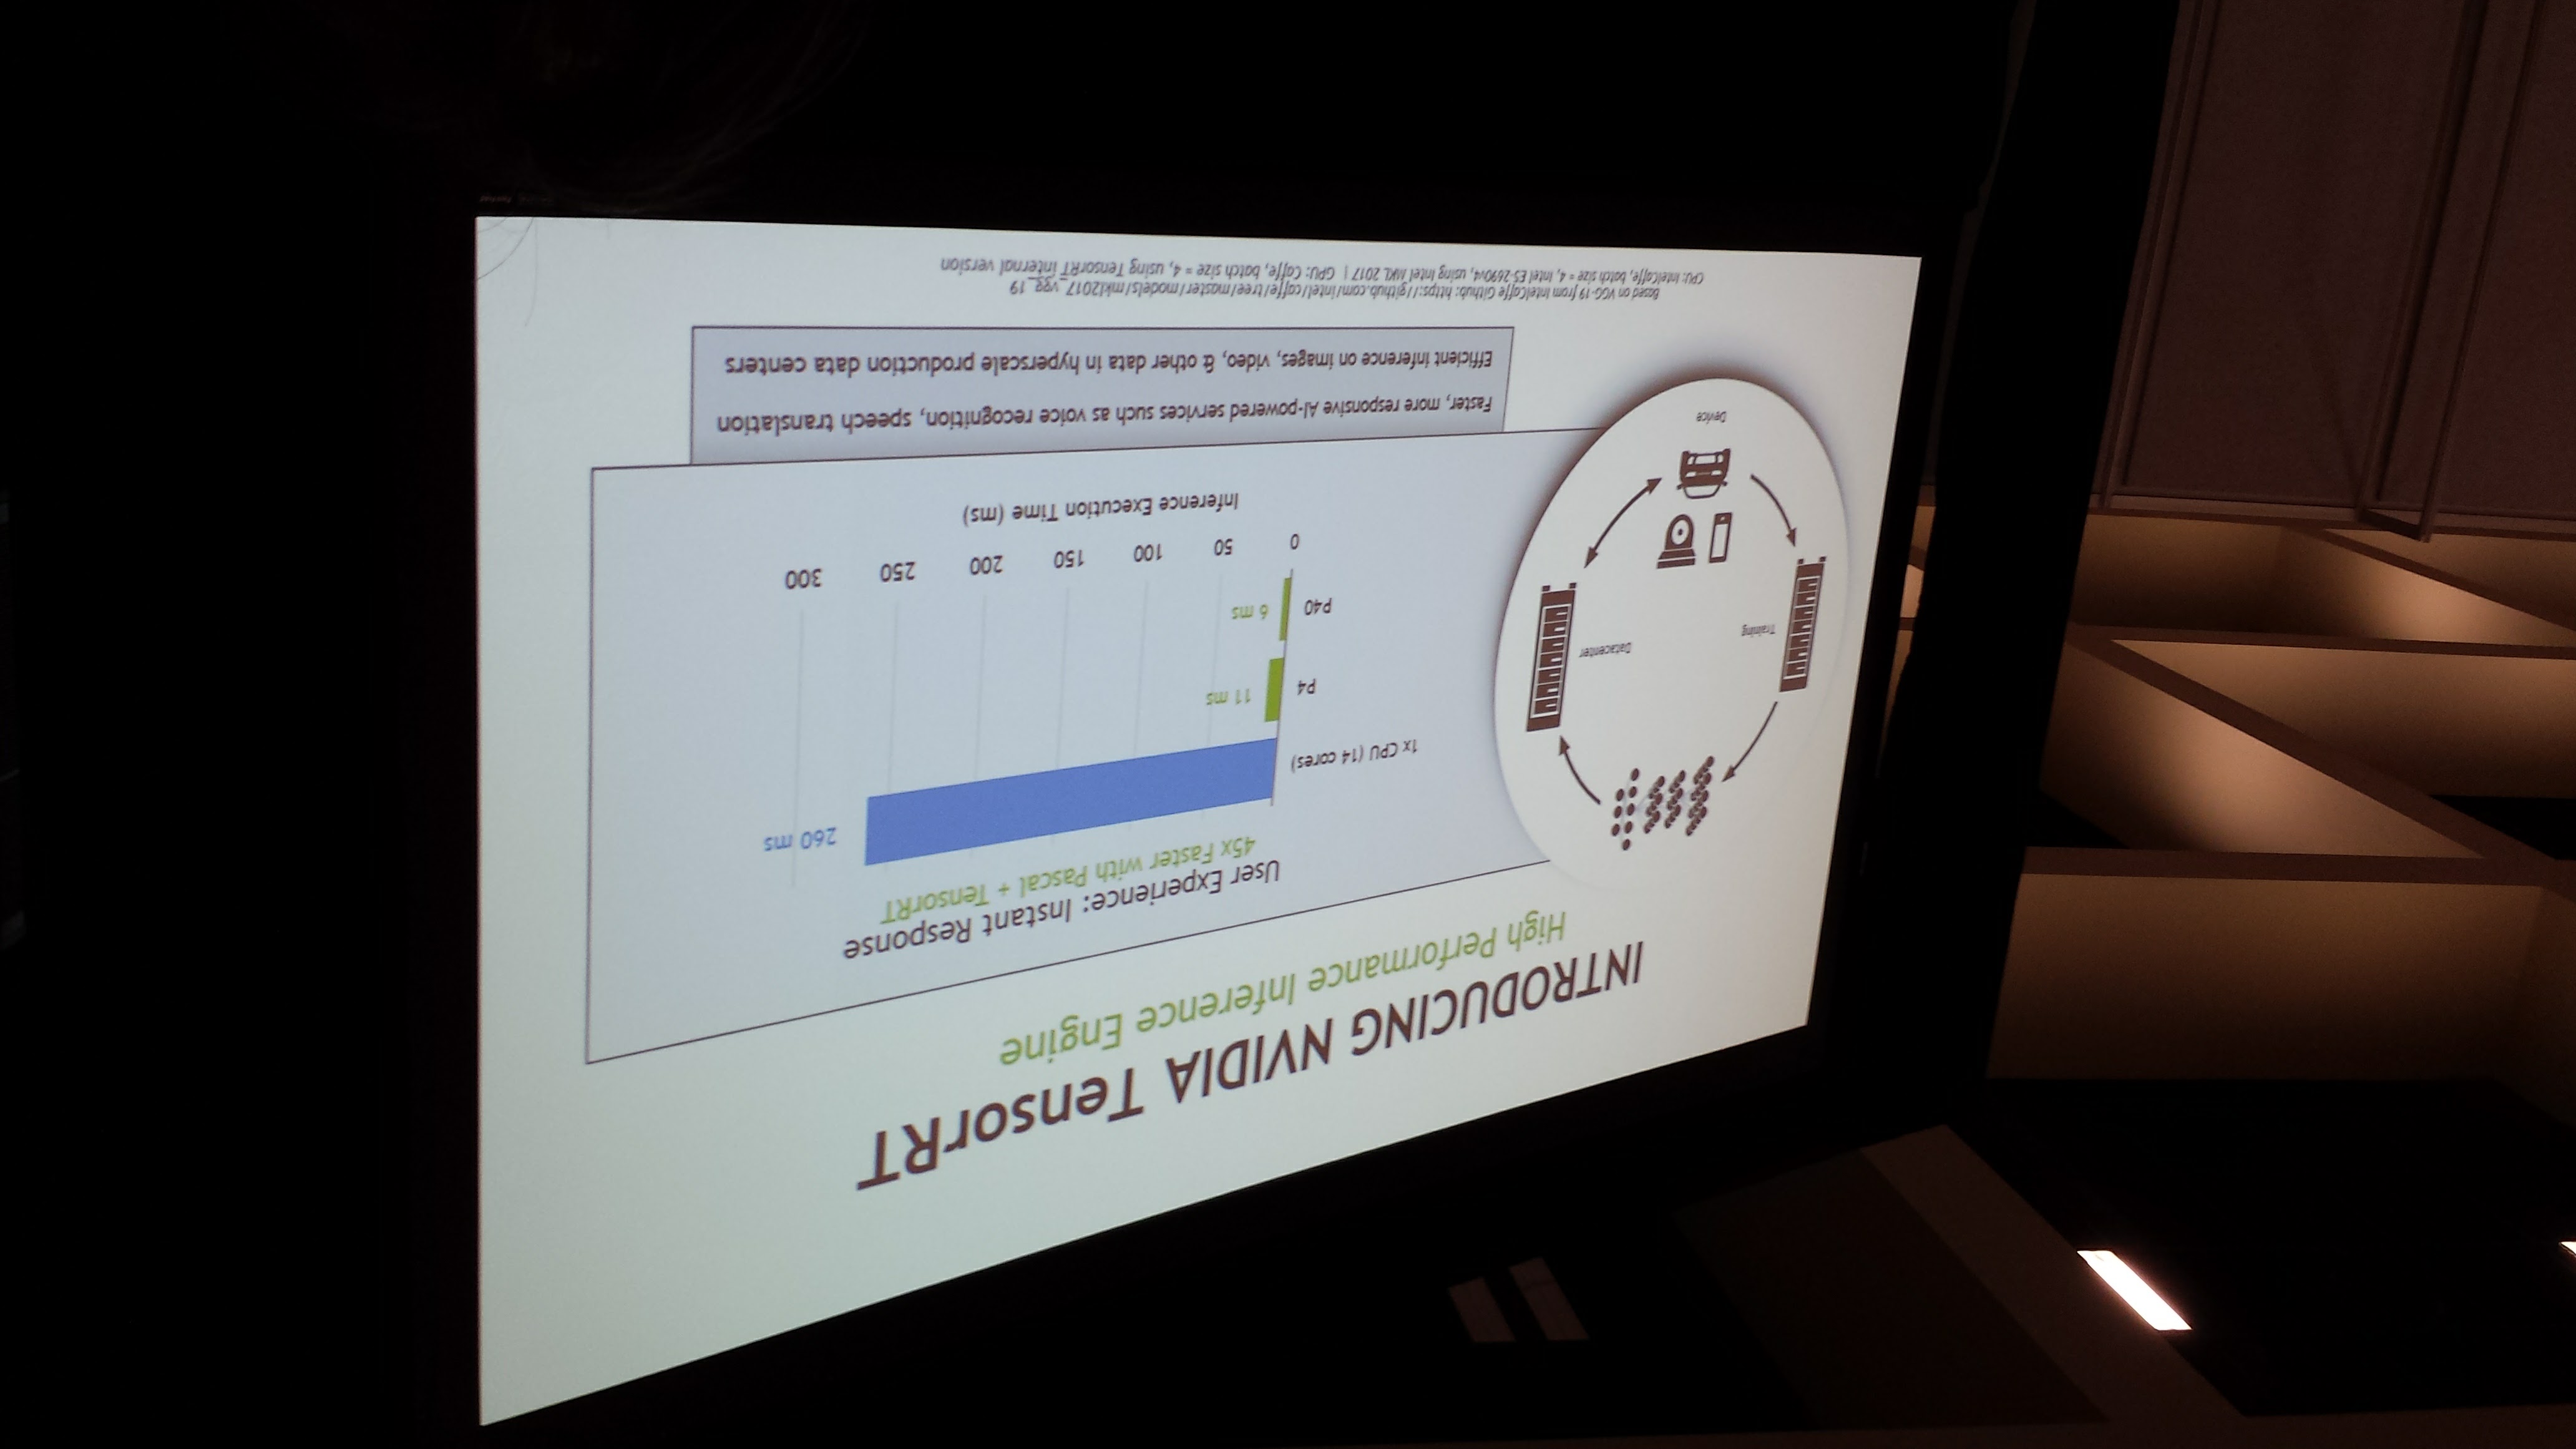 INTRODUCING NVIDIA TensorRT
High Performance Inference Engine
User Experience: Instant Response
45x Faster with Pascal + TensorRT
260 ms
1x CPU (14 cores)
P4
11 ms
P40
6 ms
0 50 100 150 200 250 300
Inference Execution Time (ms)
Training
Datacenter
Device
Faster, more responsive AI-powered services such as voice recognition, speech translation
Efficient inference on images, video, & other data in hyperscale production data centers
Based on VGG-19 from IntelCaffe Github: https://github.com/intel/caffe/tree/master/models/mkl2017_vgg_19
CPU: IntelCaffe, batch size = 4, Intel E5-2690v4, using Intel MKL 2017 | GPU: Caffe, batch size = 4, using TensorRT internal version